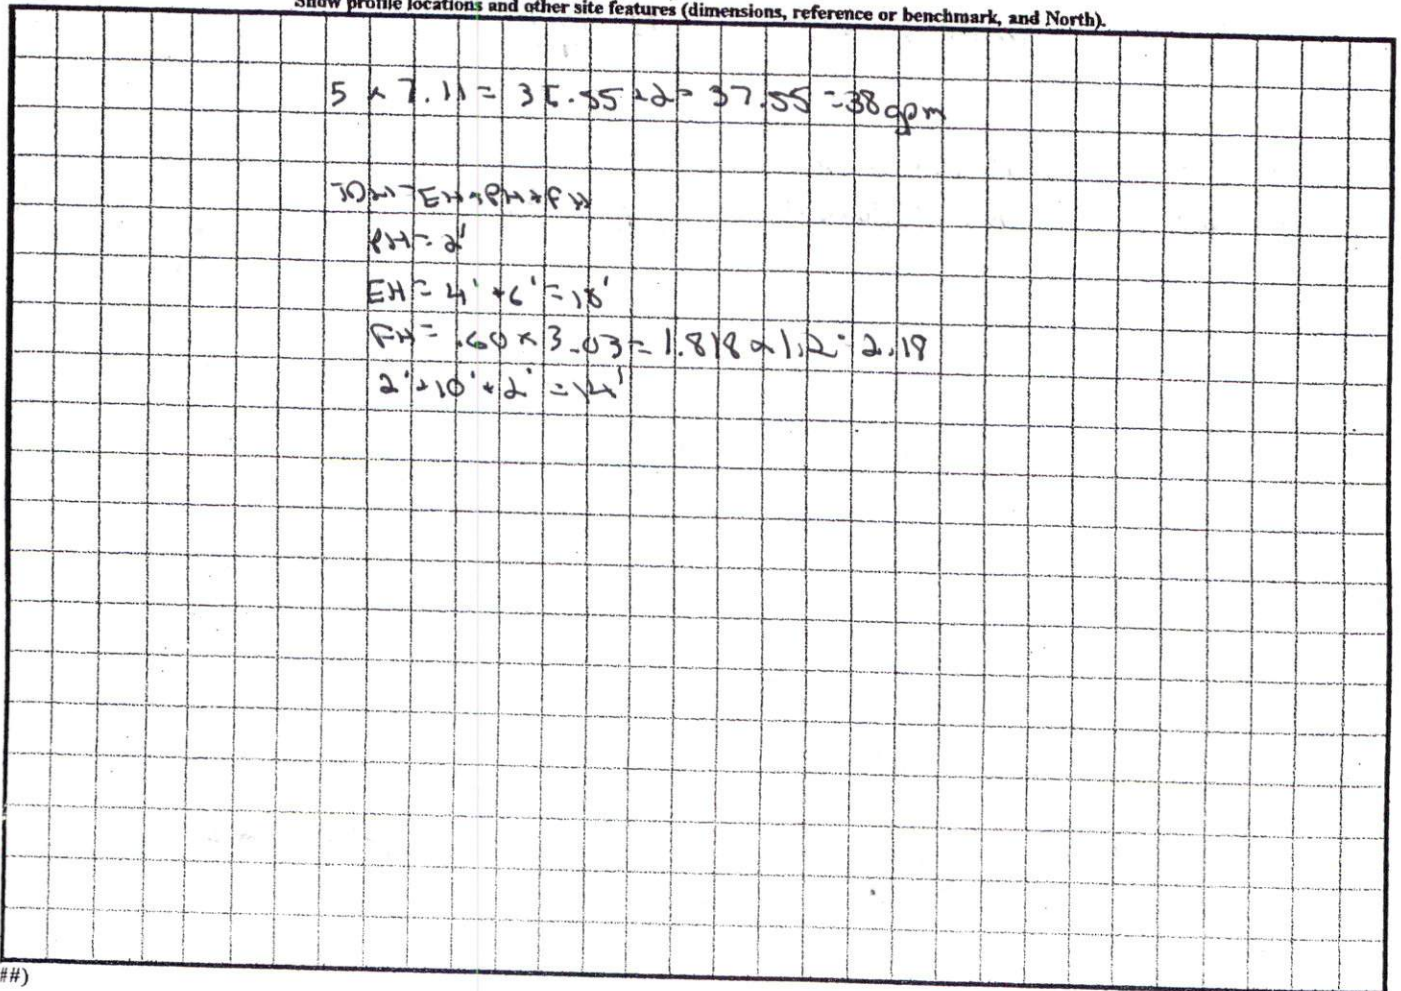 Show profile locations and other site features (dimensions, reference or benchmark, and North).
5 x 7.11 = 35.55 +2= 37.55 =38gpm
TDH=EH+PH+FH
PH= 2'
EH= 4' +6' =10'
FH= .60 x 3.03= 1.818 x 1.2= 2.18
2'+10'+2' =14'
##)